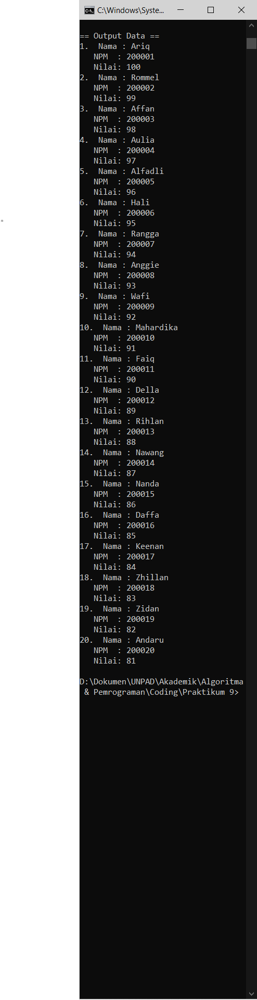 C:\Windows\Syste...
== Output Data ==
1.  Nama : Ariq
   NPM  : 200001
   Nilai: 100
2.  Nama : Rommel
   NPM  : 200002
   Nilai: 99
3.  Nama : Affan
   NPM  : 200003
   Nilai: 98
4.  Nama : Aulia
   NPM  : 200004
   Nilai: 97
5.  Nama : Alfadli
   NPM  : 200005
   Nilai: 96
6.  Nama : Hali
   NPM  : 200006
   Nilai: 95
7.  Nama : Rangga
   NPM  : 200007
   Nilai: 94
8.  Nama : Anggie
   NPM  : 200008
   Nilai: 93
9.  Nama : Wafi
   NPM  : 200009
   Nilai: 92
10.  Nama : Mahardika
   NPM  : 200010
   Nilai: 91
11.  Nama : Faiq
   NPM  : 200011
   Nilai: 90
12.  Nama : Della
   NPM  : 200012
   Nilai: 89
13.  Nama : Rihlan
   NPM  : 200013
   Nilai: 88
14.  Nama : Nawang
   NPM  : 200014
   Nilai: 87
15.  Nama : Nanda
   NPM  : 200015
   Nilai: 86
16.  Nama : Daffa
   NPM  : 200016
   Nilai: 85
17.  Nama : Keenan
   NPM  : 200017
   Nilai: 84
18.  Nama : Zhillan
   NPM  : 200018
   Nilai: 83
19.  Nama : Zidan
   NPM  : 200019
   Nilai: 82
20.  Nama : Andaru
   NPM  : 200020
   Nilai: 81
D:\Dokumen\UNPAD\Akademik\Algoritma
 & Pemrograman\Coding\Praktikum 9>